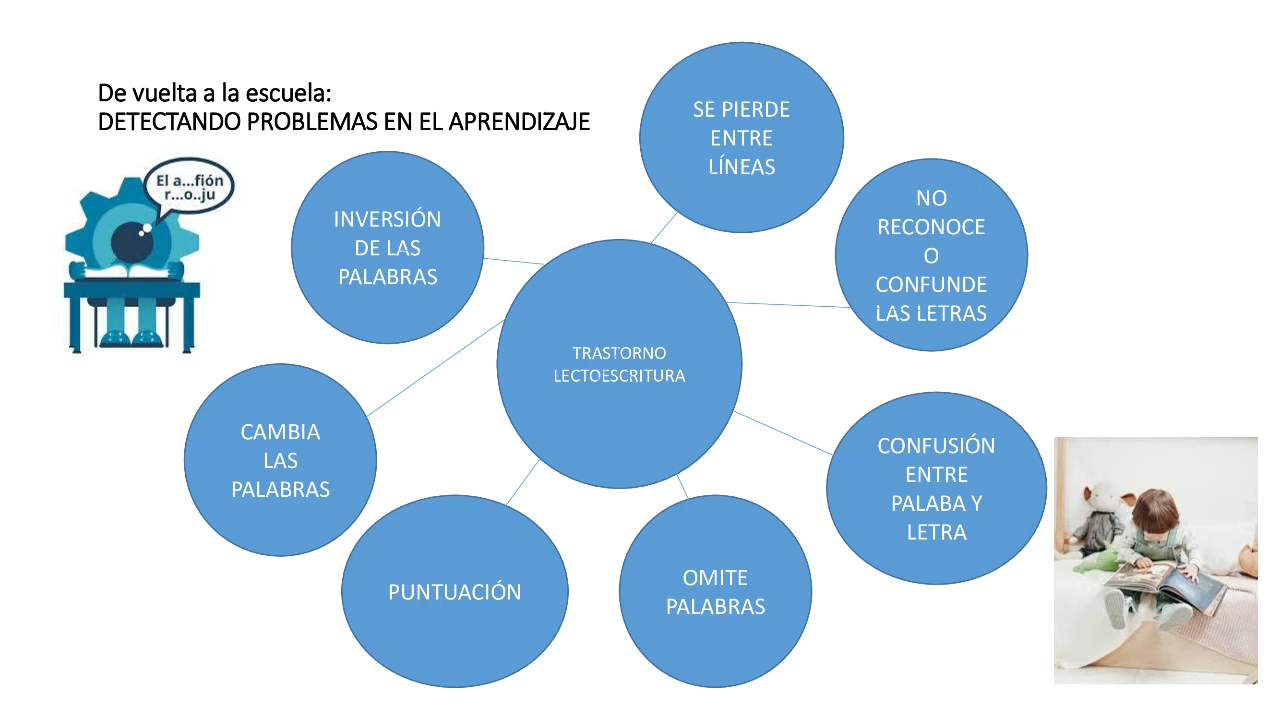 De vuelta a la escuela:
DETECTANDO PROBLEMAS EN EL APRENDIZAJE
El a...fión
r...o..ju
SE PIERDE
ENTRE
LÍNEAS
NO
RECONOCE
O
CONFUNDE
LAS LETRAS
INVERSIÓN
DE LAS
PALABRAS
TRASTORNO
LECTOESCRITURA
CAMBIA
LAS
PALABRAS
CONFUSIÓN
ENTRE
PALABA Y
LETRA
PUNTUACIÓN
OMITE
PALABRAS